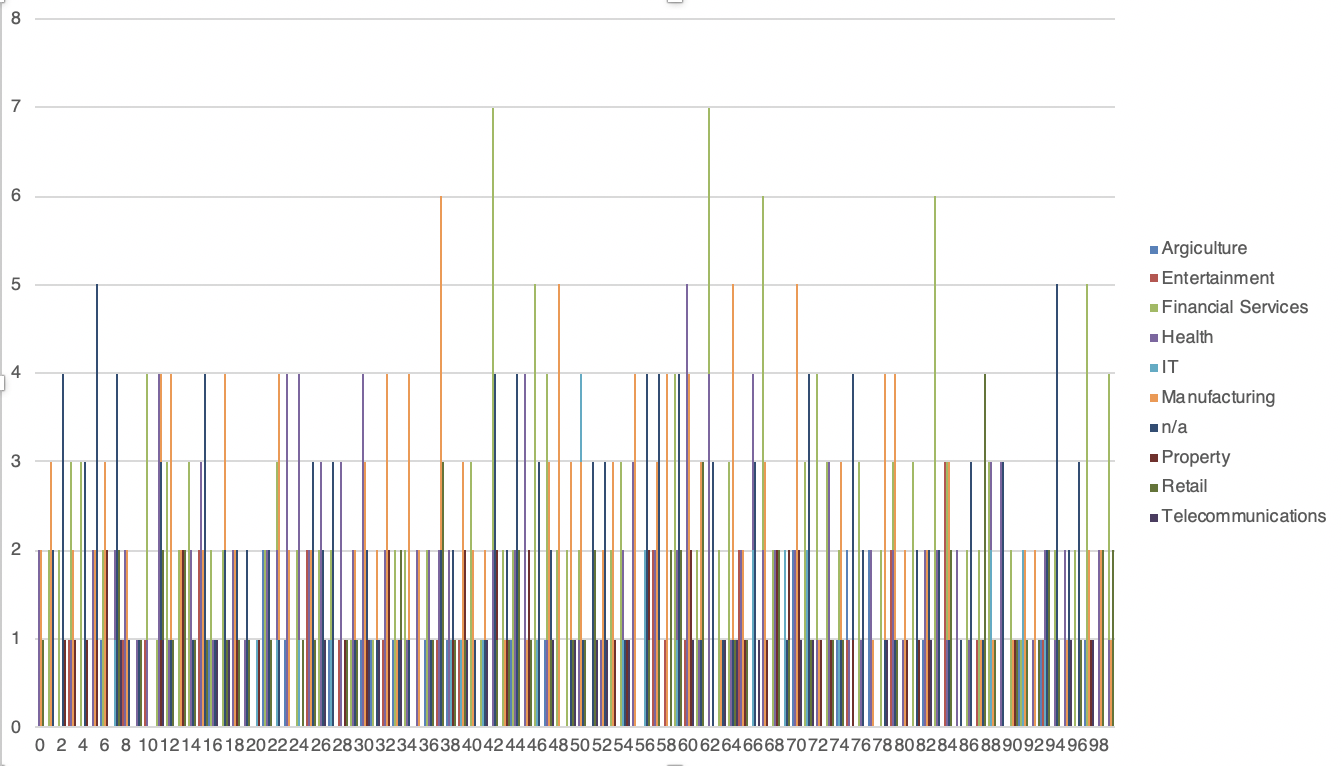 8
7
6
5
4
3
2
1
0
0 2 4 6 8 10 12 14 16 18 20 22 24 26 28 30 32 34 36 38 40 42 44 46 48 50 52 54 56 58 60 62 64 66 68 70 72 74 76 78 80 82 84 86 88 90 92 94 96 98
Argiculture
Entertainment
Financial Services
Health
IT
Manufacturing
n/a
Property
Retail
Telecommunications